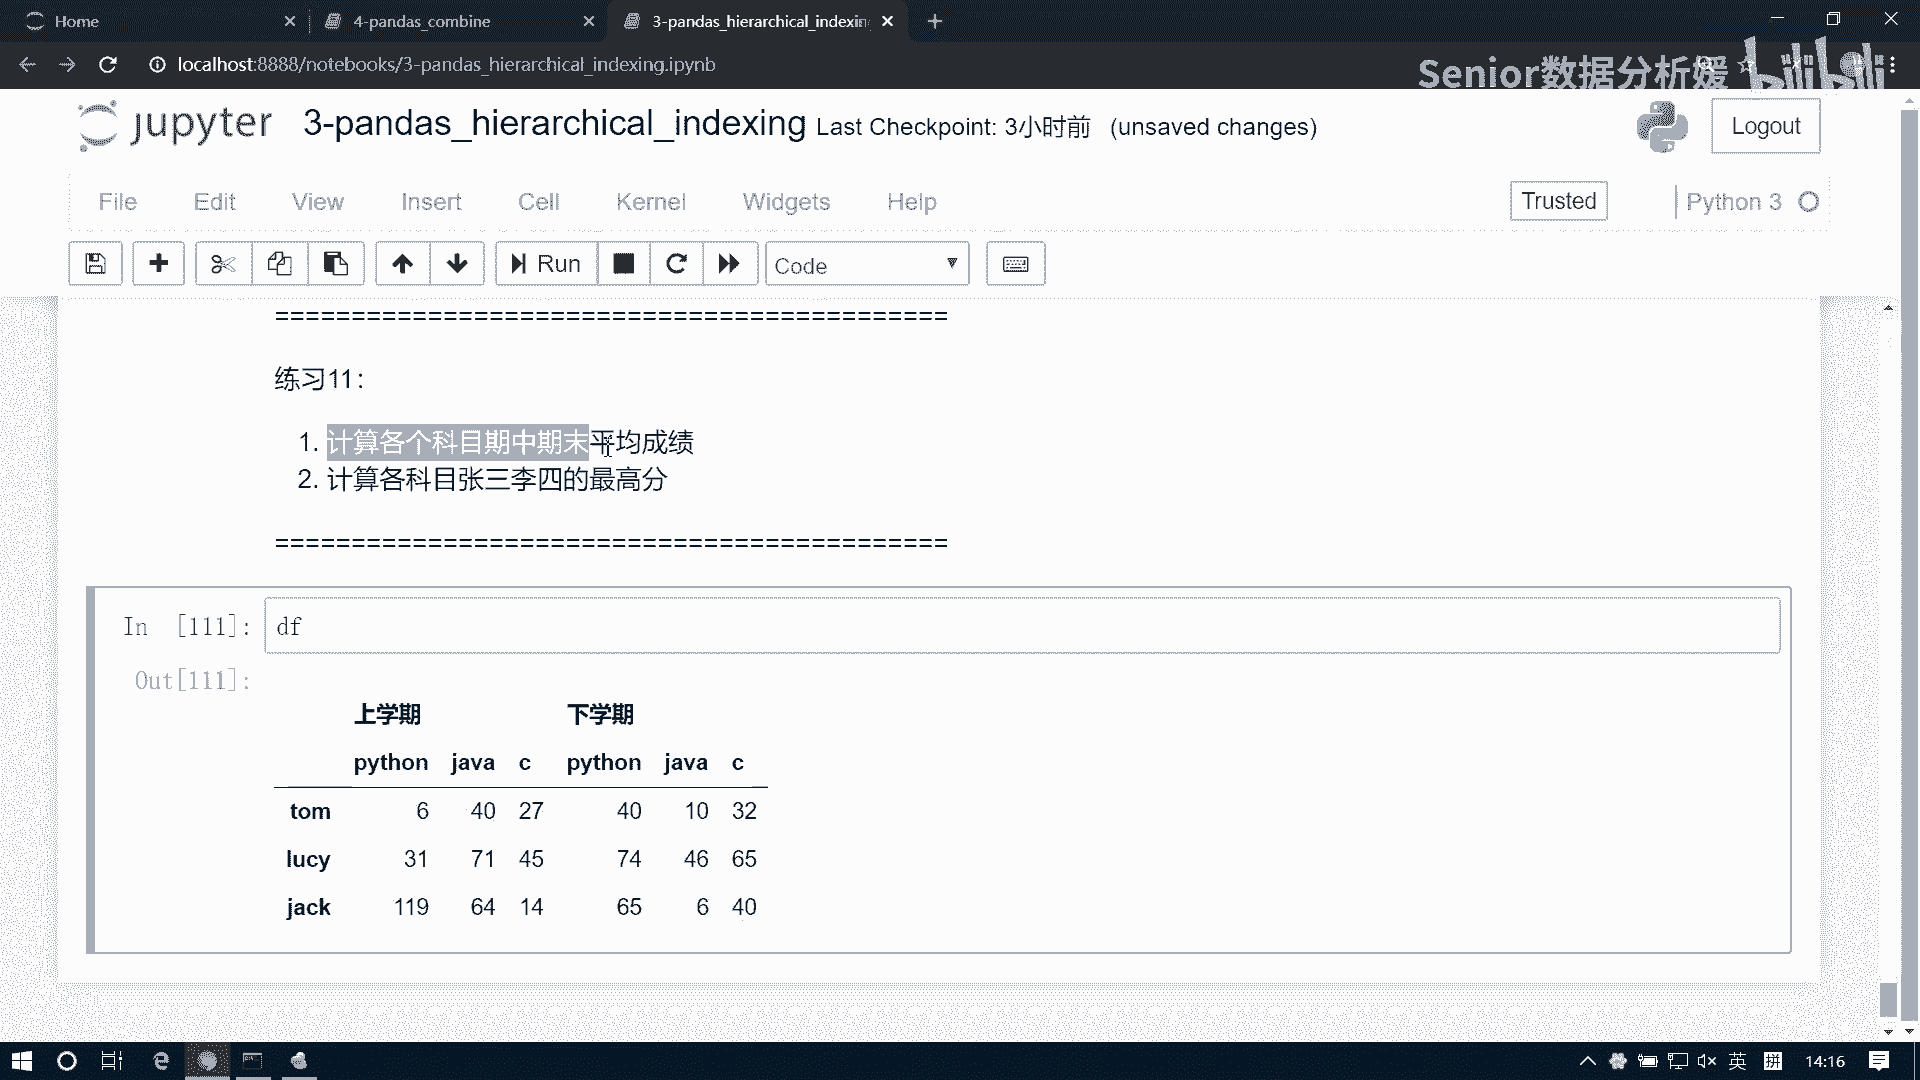 Home
4-pandas_combine
3-pandas_hierarchical_indexin
localhost:8888/notebooks/3-pandas_hierarchical_indexing.ipynb
Senior数据分析媛
bilibili
jupyter 3-pandas_hierarchical_indexing Last Checkpoint: 3小时前 (unsaved changes)
Logout
File Edit View Insert Cell Kernel Widgets Help
Trusted
Python 3
Run
Code
============================================
练习11：
1. 计算各个科目期中期末平均成绩
2. 计算各科目张三李四的最高分
============================================
In [111]: df
Out[111]:
上学期 下学期
python java c python java c
tom 6 40 27 40 10 32
lucy 31 71 45 74 46 65
jack 119 64 14 65 6 40
英 拼 14:16